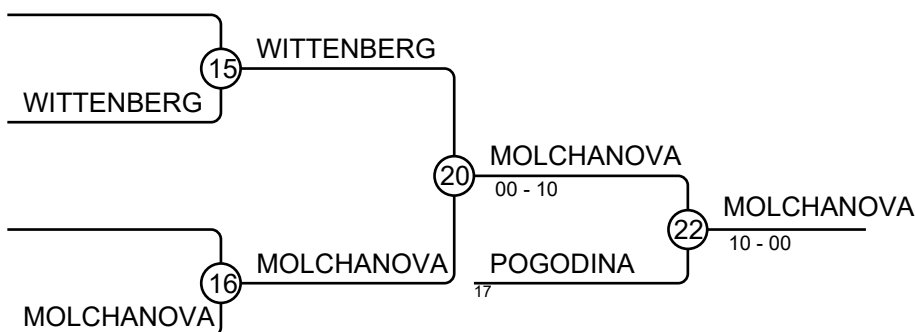 WITTENBERG
15
WITTENBERG
MOLCHANOVA
20
00 - 10
MOLCHANOVA
22
10 - 00
MOLCHANOVA
POGODINA
16
17
MOLCHANOVA